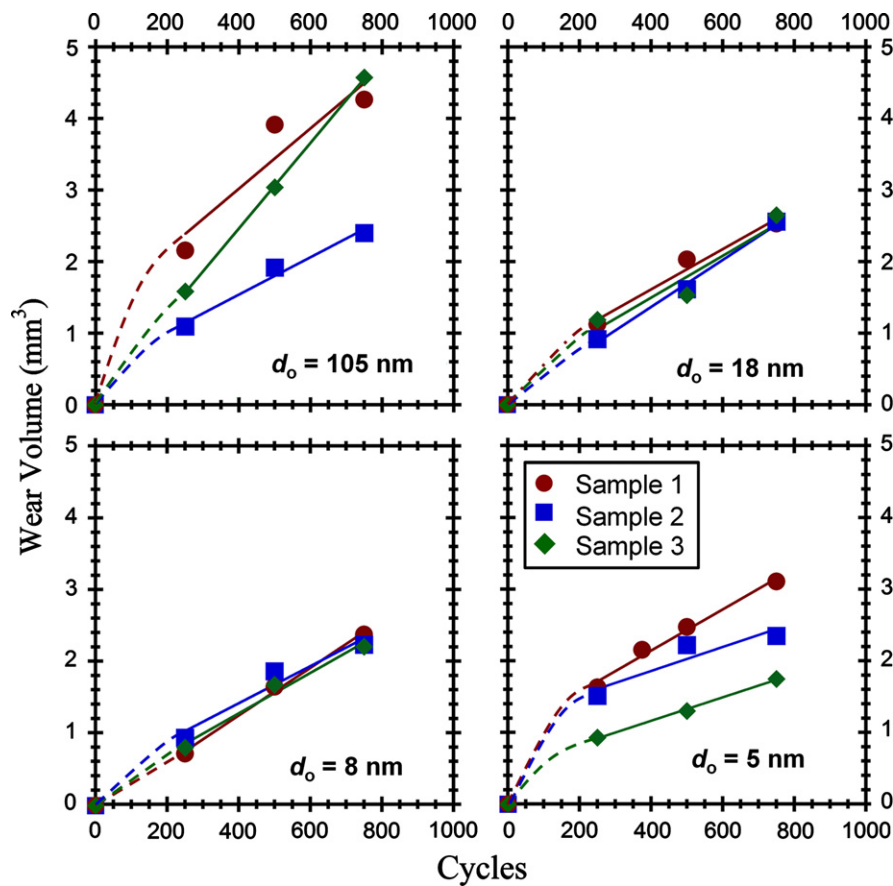 0 200 400 600 800 1000
0 200 400 600 800 1000
5
4
3
2
1
0
5
4
3
2
1
0
dₒ = 105 nm
dₒ = 18 nm
Wear Volume (mm³)
5
4
3
2
1
0
5
4
3
2
1
0
Sample 1
Sample 2
Sample 3
dₒ = 8 nm
dₒ = 5 nm
0 200 400 600 800 1000
0 200 400 600 800 1000
Cycles